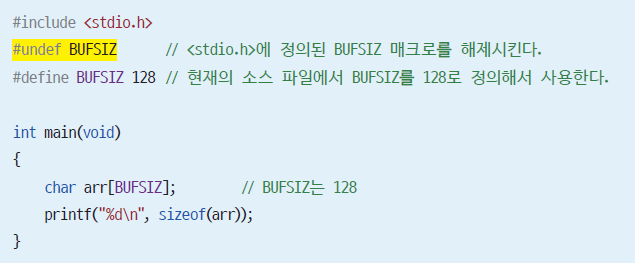 #include <stdio.h>
#undef BUFSIZ // <stdio.h>에 정의된 BUFSIZ 매크로를 해제시킨다.
#define BUFSIZ 128 // 현재의 소스 파일에서 BUFSIZ를 128로 정의해서 사용한다.
int main(void)
{
char arr[BUFSIZ]; // BUFSIZ는 128
printf("%d\n", sizeof(arr));
}